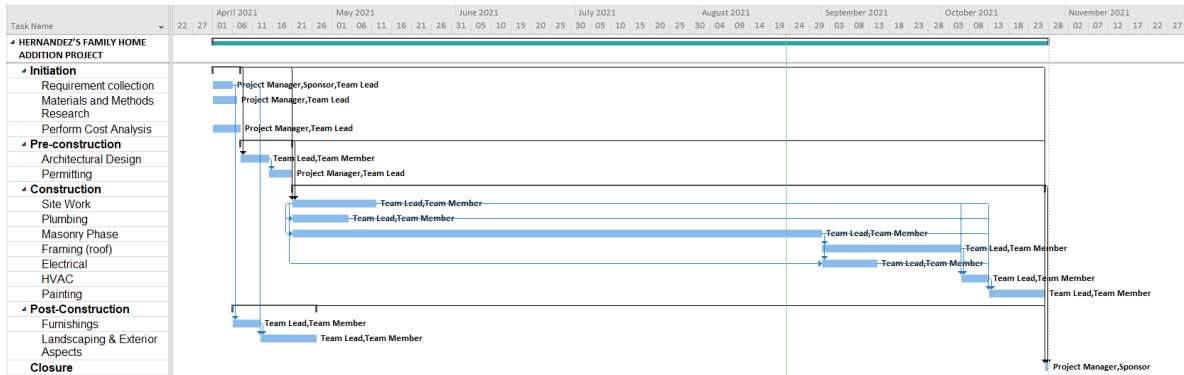 April 2021 May 2021 June 2021 July 2021 August 2021 September 2021 October 2021 November 2021
Task Name 22 27 01 06 11 16 21 26 01 06 11 16 21 26 31 05 10 15 20 25 30 05 10 15 20 25 30 04 09 14 19 24 29 03 08 13 18 23 28 03 08 13 18 23 28 02 07 12 17 22 27
HERNANDEZ'S FAMILY HOME
ADDITION PROJECT
Initiation
Requirement collection Project Manager,Sponsor,Team Lead
Materials and Methods Project Manager,Team Lead
Research
Perform Cost Analysis Project Manager,Team Lead
Pre-construction
Architectural Design Team Lead,Team Member
Permitting Project Manager,Team Lead
Construction
Site Work Team Lead,Team Member
Plumbing Team Lead,Team Member
Masonry Phase Team Lead,Team Member
Framing (roof) Team Lead,Team Member
Electrical Team Lead,Team Member
HVAC Team Lead,Team Member
Painting Team Lead,Team Member
Post-Construction
Furnishings Team Lead,Team Member
Landscaping & Exterior Team Lead,Team Member
Aspects
Closure Project Manager,Sponsor